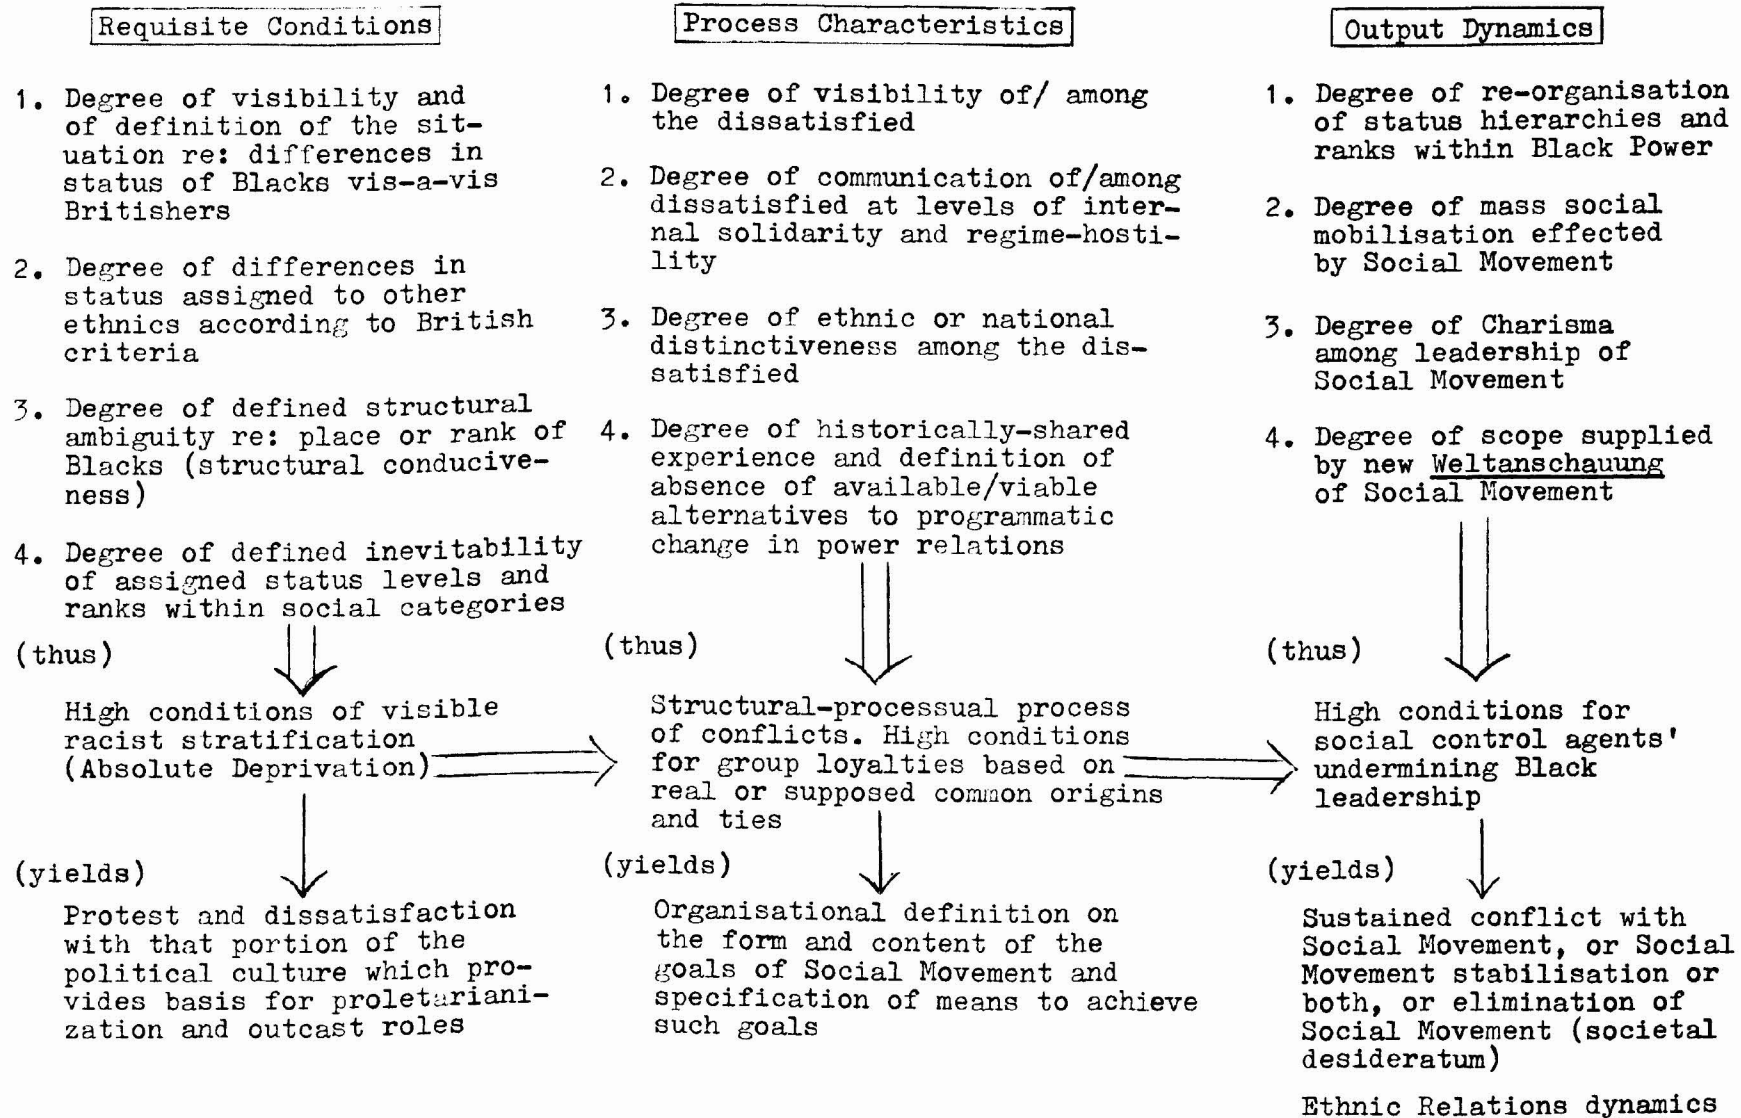 Requisite Conditions
1. Degree of visibility and
of definition of the sit-
uation re: differences in
status of Blacks vis-a-vis
Britishers
2. Degree of differences in
status assigned to other
ethnics according to British
criteria
3. Degree of defined structural
ambiguity re: place or rank of
Blacks (structural conducive-
ness)
4. Degree of defined inevitability
of assigned status levels and
ranks within social categories
(thus)
High conditions of visible
racist stratification
(Absolute Deprivation)
(yields)
Protest and dissatisfaction
with that portion of the
political culture which pro-
vides basis for proletariani-
zation and outcast roles
Process Characteristics
1. Degree of visibility of/ among
the dissatisfied
2. Degree of communication of/among
dissatisfied at levels of inter-
nal solidarity and regime-hosti-
lity
3. Degree of ethnic or national
distinctiveness among the dis-
satisfied
4. Degree of historically-shared
experience and definition of
absence of available/viable
alternatives to programmatic
change in power relations
(thus)
Structural-processual process
of conflicts. High conditions
for group loyalties based on
real or supposed common origins
and ties
(yields)
Organisational definition on
the form and content of the
goals of Social Movement and
specification of means to achieve
such goals
Output Dynamics
1. Degree of re-organisation
of status hierarchies and
ranks within Black Power
2. Degree of mass social
mobilisation effected
by Social Movement
3. Degree of Charisma
among leadership of
Social Movement
4. Degree of scope supplied
by new Weltanschauung
of Social Movement
(thus)
High conditions for
social control agents'
undermining Black
leadership
(yields)
Sustained conflict with
Social Movement, or Social
Movement stabilisation or
both, or elimination of
Social Movement (societal
desideratum)
Ethnic Relations dynamics